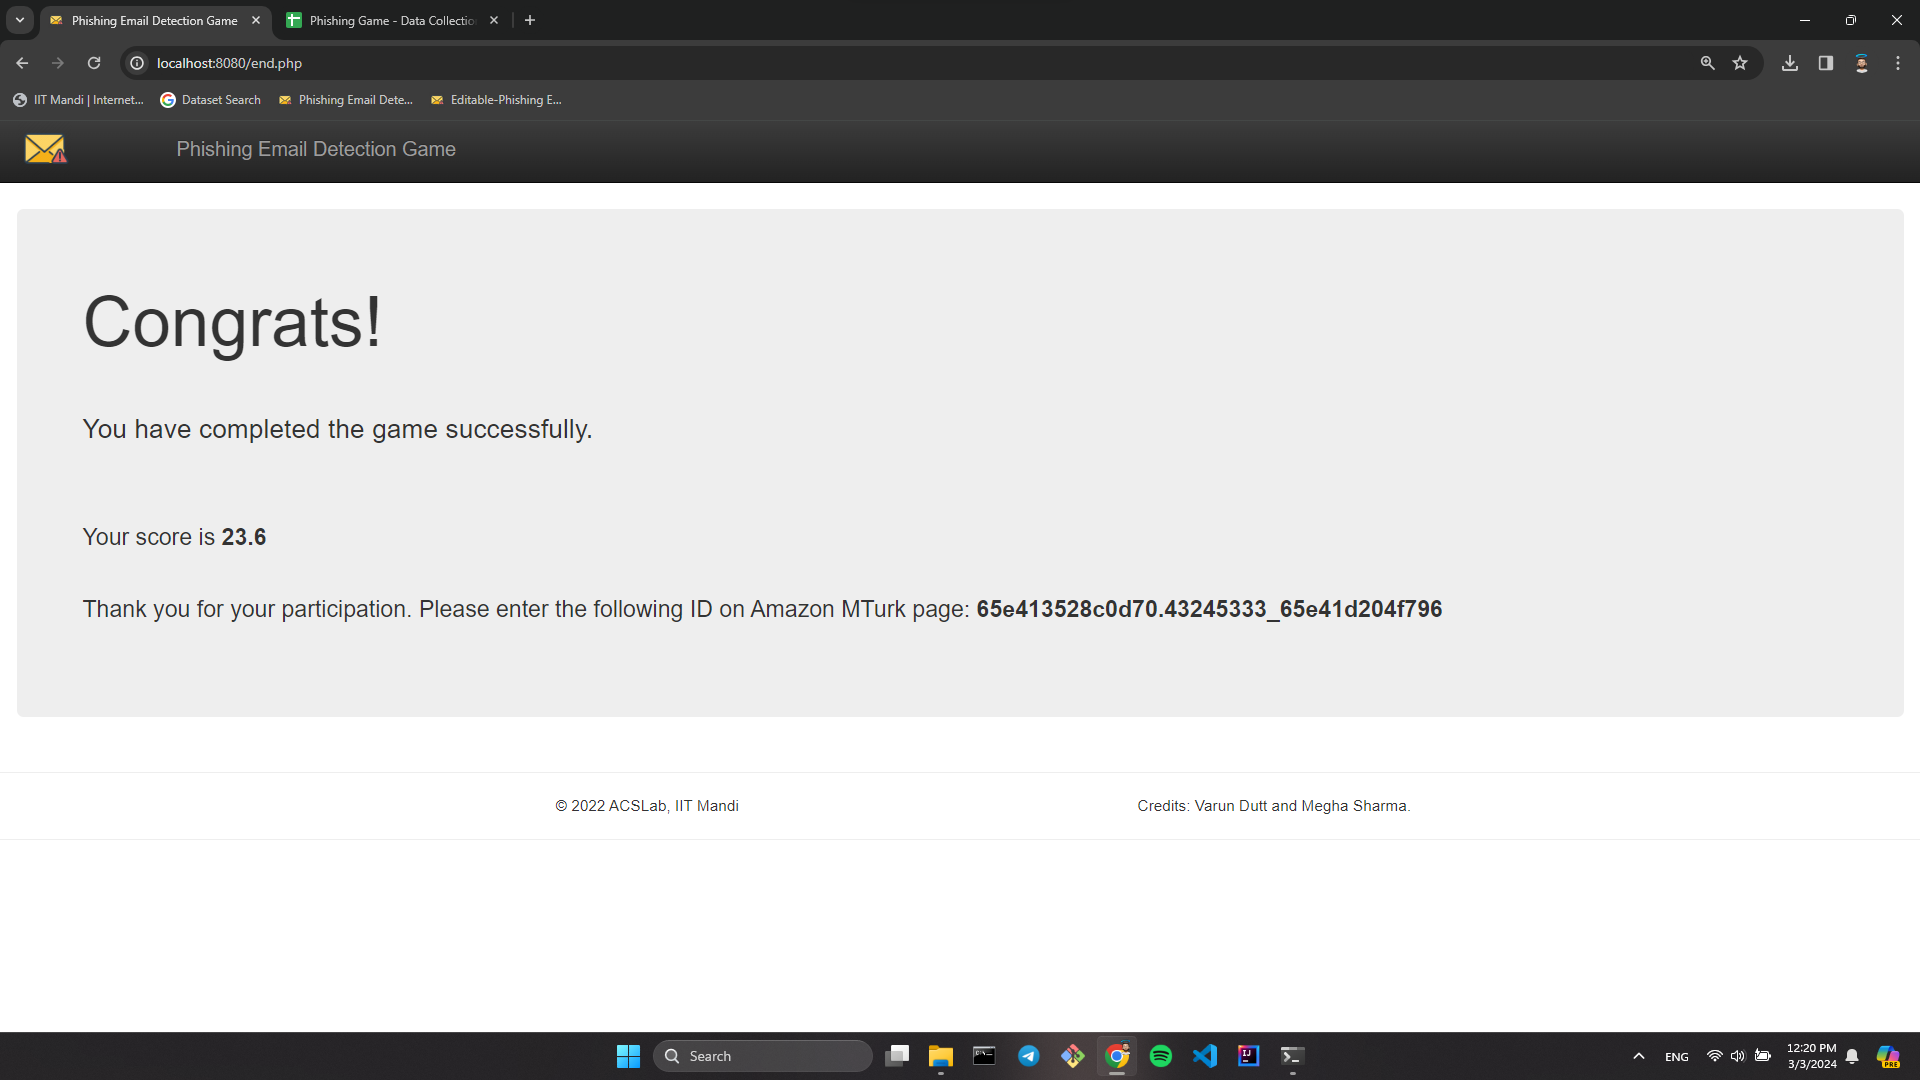 Phishing Email Detection Game
Phishing Game - Data Collectio
localhost:8080/end.php
IIT Mandi | Internet...
Dataset Search
Phishing Email Dete...
Editable-Phishing E...
Phishing Email Detection Game
Congrats!
You have completed the game successfully.
Your score is 23.6
Thank you for your participation. Please enter the following ID on Amazon MTurk page: 65e413528c0d70.43245333_65e41d204f796
© 2022 ACSLab, IIT Mandi
Credits: Varun Dutt and Megha Sharma.
Search
ENG
12:20 PM
3/3/2024
PRE